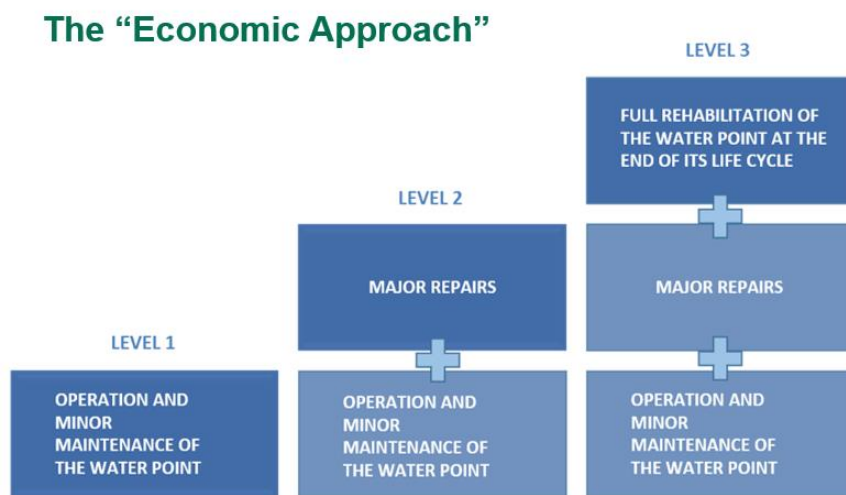 The “Economic Approach”
LEVEL 1
OPERATION AND
MINOR
MAINTENANCE OF
THE WATER POINT
LEVEL 2
MAJOR REPAIRS
OPERATION AND
MINOR
MAINTENANCE OF
THE WATER POINT
LEVEL 3
FULL REHABILITATION OF
THE WATER POINT AT THE
END OF ITS LIFE CYCLE
MAJOR REPAIRS
OPERATION AND
MINOR
MAINTENANCE OF
THE WATER POINT